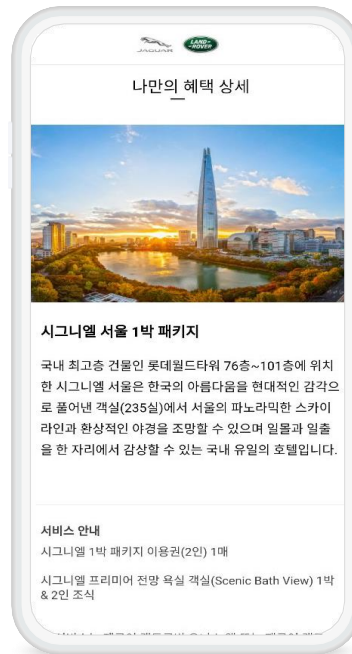 JAGUAR
LAND-
ROVER
나만의 혜택 상세
시그니엘 서울 1박 패키지
국내 최고층 건물인 롯데월드타워 76층~101층에 위치
한 시그니엘 서울은 한국의 아름다움을 현대적인 감각으
로 풀어낸 객실(235실)에서 서울의 파노라믹한 스카이
라인과 환상적인 야경을 조망할 수 있으며 일몰과 일출
을 한 자리에서 감상할 수 있는 국내 유일의 호텔입니다.
서비스 안내
시그니엘 1박 패키지 이용권(2인) 1매
시그니엘 프리미어 전망 욕실 객실(Scenic Bath View) 1박
& 2인 조식